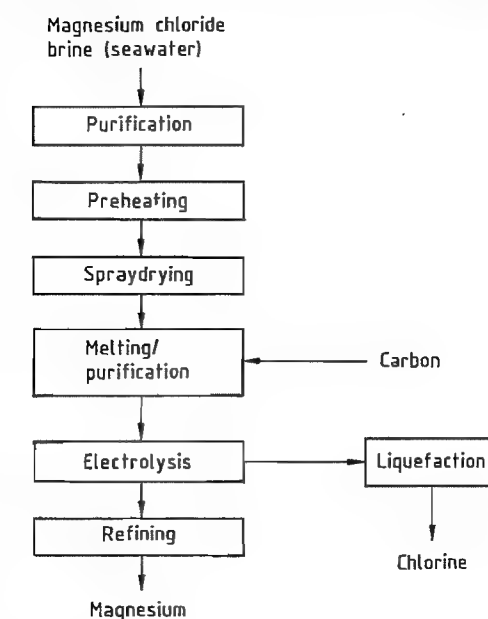 Magnesium chloride
brine (seawater)
Purification
Preheating
Spraydrying
Melting/
purification
Carbon
Electrolysis
Liquefaction
Refining
Chlorine
Magnesium